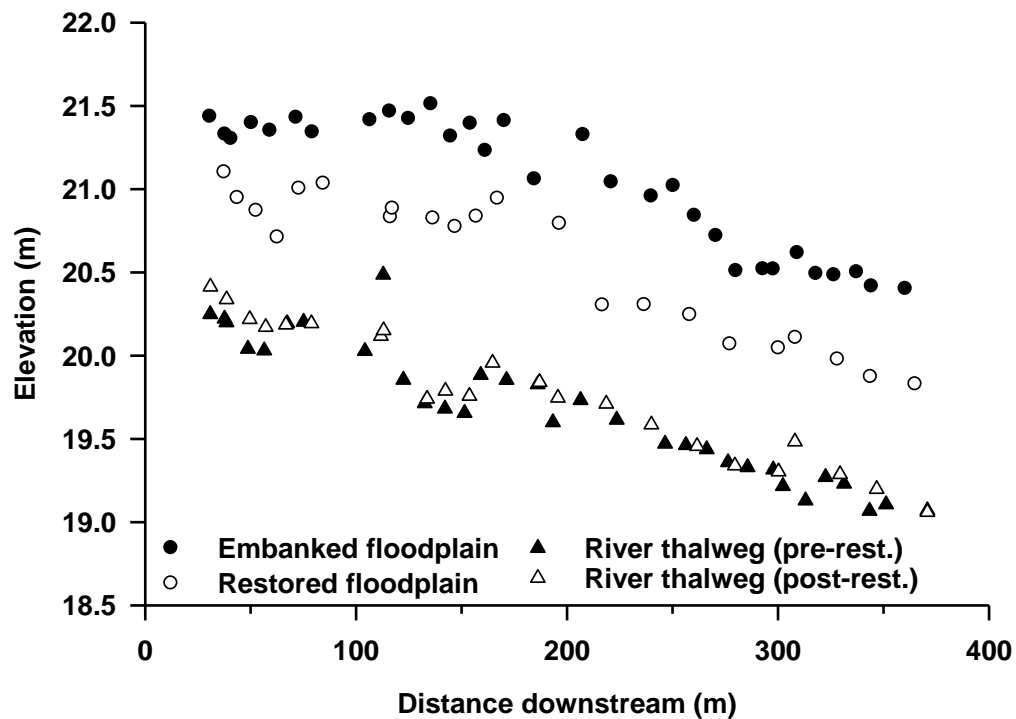 22.0
21.5
21.0
20.5
20.0
19.5
19.0
18.5
Elevation (m)
Embanked floodplain
Restored floodplain
River thalweg (pre-rest.)
River thalweg (post-rest.)
0 100 200 300 400
Distance downstream (m)